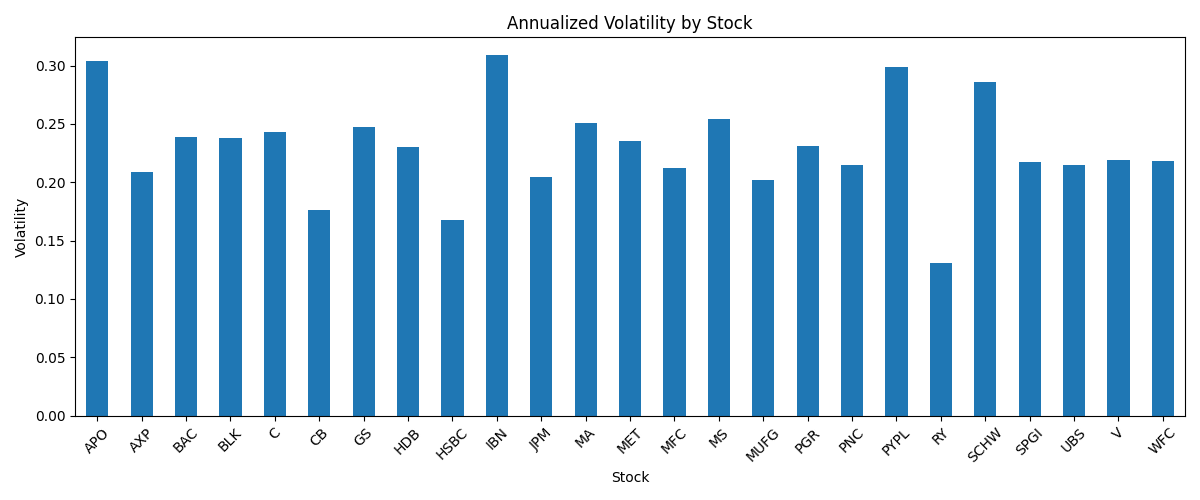 Annualized Volatility by Stock
Volatility
0.30
0.25
0.20
0.15
0.10
0.05
0.00
APO AXP BAC BLK C CB GS HDB HSBC IBN JPM MA MET MFC MS MUFG PGR PNC PYPL RY SCHW SPGI UBS V WFC
Stock